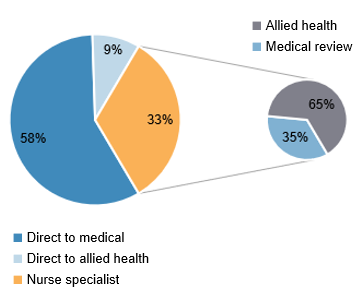 Allied health
Medical review
9%
33%
58%
65%
35%
Direct to medical
Direct to allied health
Nurse specialist